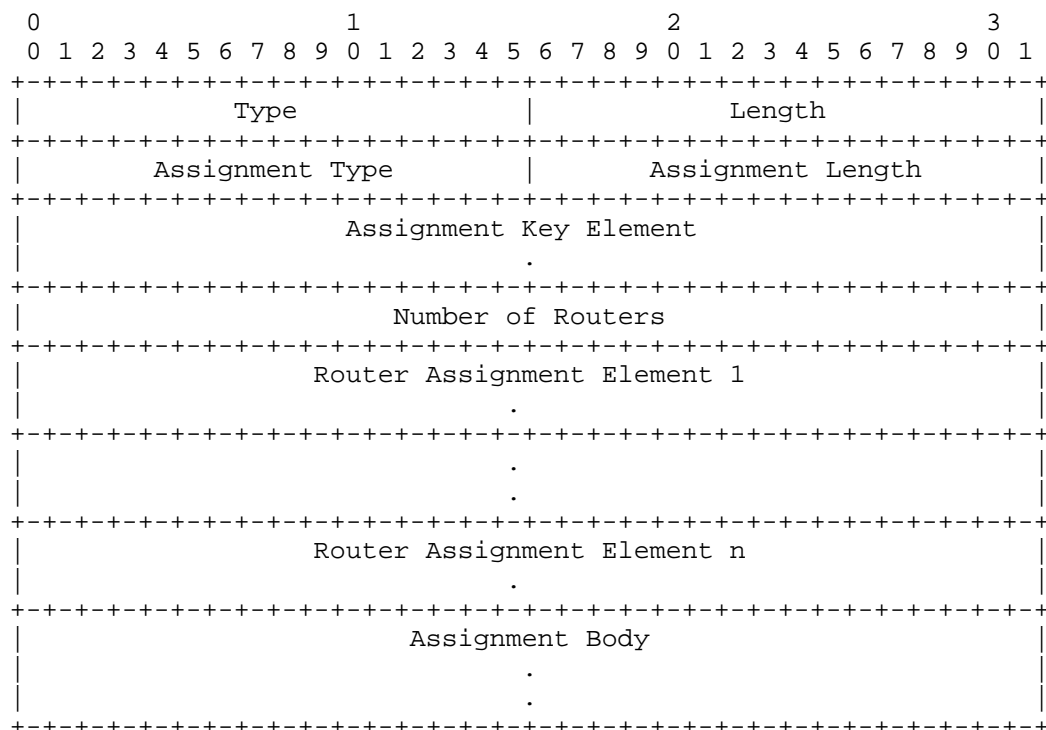 0                   1                   2                   3
 0 1 2 3 4 5 6 7 8 9 0 1 2 3 4 5 6 7 8 9 0 1 2 3 4 5 6 7 8 9 0 1
+-+-+-+-+-+-+-+-+-+-+-+-+-+-+-+-+-+-+-+-+-+-+-+-+-+-+-+-+-+-+-+-+
|             Type              |            Length             |
+-+-+-+-+-+-+-+-+-+-+-+-+-+-+-+-+-+-+-+-+-+-+-+-+-+-+-+-+-+-+-+-+
|        Assignment Type        |       Assignment Length       |
+-+-+-+-+-+-+-+-+-+-+-+-+-+-+-+-+-+-+-+-+-+-+-+-+-+-+-+-+-+-+-+-+
|                    Assignment Key Element                     |
|                               .                               |
+-+-+-+-+-+-+-+-+-+-+-+-+-+-+-+-+-+-+-+-+-+-+-+-+-+-+-+-+-+-+-+-+
|                       Number of Routers                       |
+-+-+-+-+-+-+-+-+-+-+-+-+-+-+-+-+-+-+-+-+-+-+-+-+-+-+-+-+-+-+-+-+
|                  Router Assignment Element 1                  |
|                              .                                |
+-+-+-+-+-+-+-+-+-+-+-+-+-+-+-+-+-+-+-+-+-+-+-+-+-+-+-+-+-+-+-+-+
|                              .                                |
|                              .                                |
+-+-+-+-+-+-+-+-+-+-+-+-+-+-+-+-+-+-+-+-+-+-+-+-+-+-+-+-+-+-+-+-+
|                  Router Assignment Element n                  |
|                              .                                |
+-+-+-+-+-+-+-+-+-+-+-+-+-+-+-+-+-+-+-+-+-+-+-+-+-+-+-+-+-+-+-+-+
|                        Assignment Body                        |
|                               .                               |
|                               .                               |
+-+-+-+-+-+-+-+-+-+-+-+-+-+-+-+-+-+-+-+-+-+-+-+-+-+-+-+-+-+-+-+-+